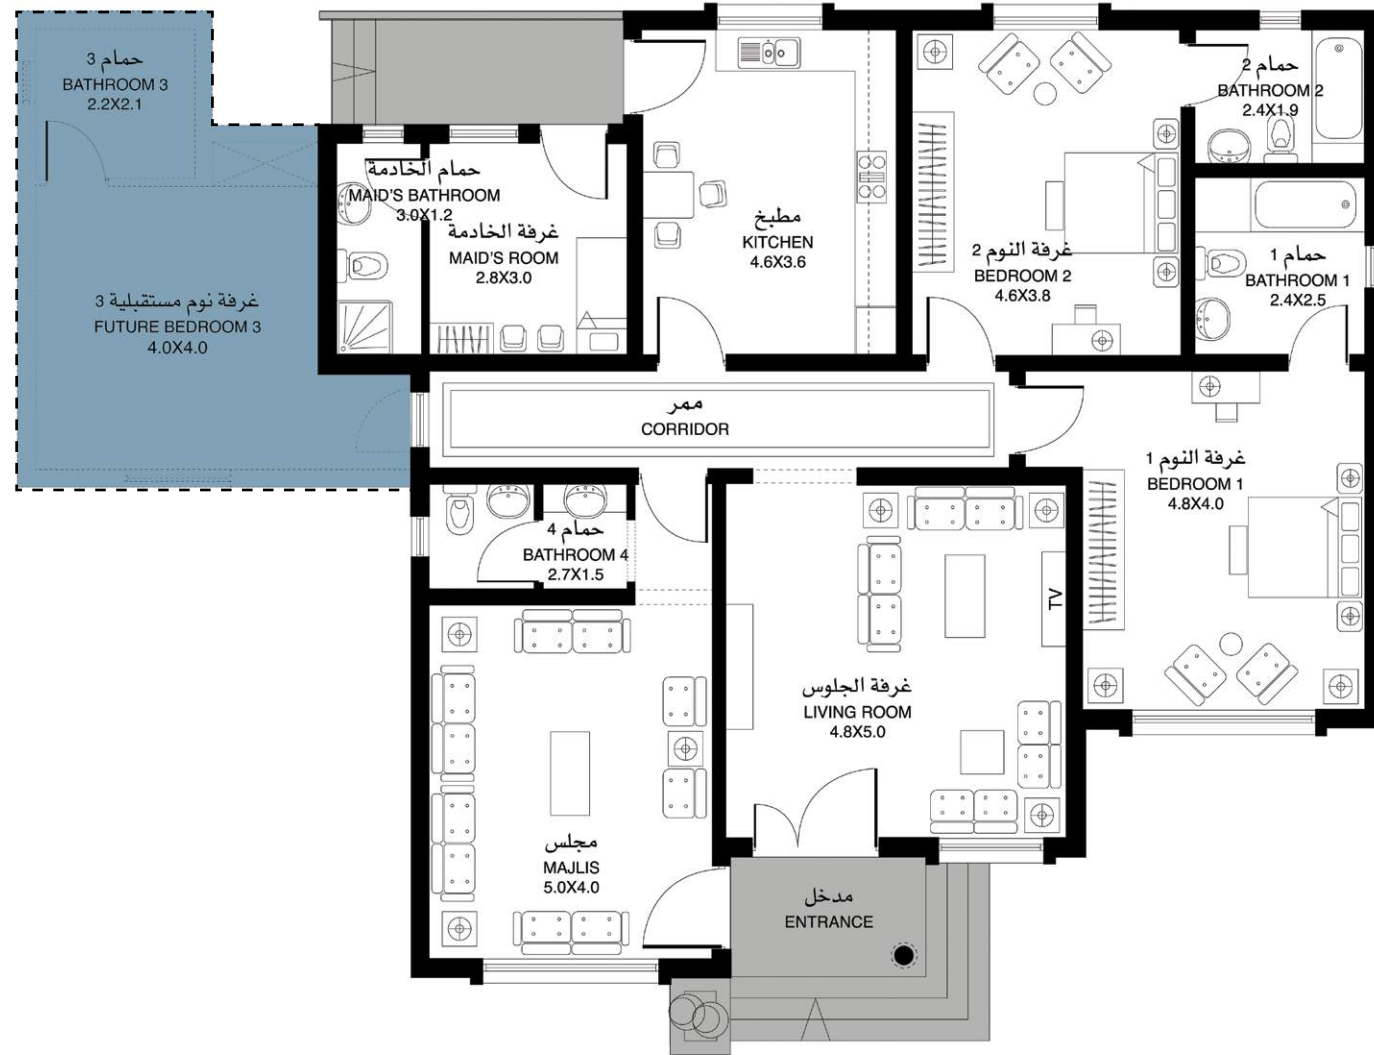 حمام 3
BATHROOM 3
2.2X2.1
حمام 2
BATHROOM 2
2.4X1.9
حمام الخادمة
MAID'S BATHROOM
3.0X1.2
غرفة الخادمة
MAID'S ROOM
2.8X3.0
مطبخ
KITCHEN
4.6X3.6
غرفة النوم 2
BEDROOM 2
4.6X3.8
حمام 1
BATHROOM 1
2.4X2.5
غرفة نوم مستقبلية 3
FUTURE BEDROOM 3
4.0X4.0
ممر
CORRIDOR
غرفة النوم 1
BEDROOM 1
4.8X4.0
حمام 4
BATHROOM 4
2.7X1.5
TV
غرفة الجلوس
LIVING ROOM
4.8X5.0
مجلس
MAJLIS
5.0X4.0
مدخل
ENTRANCE